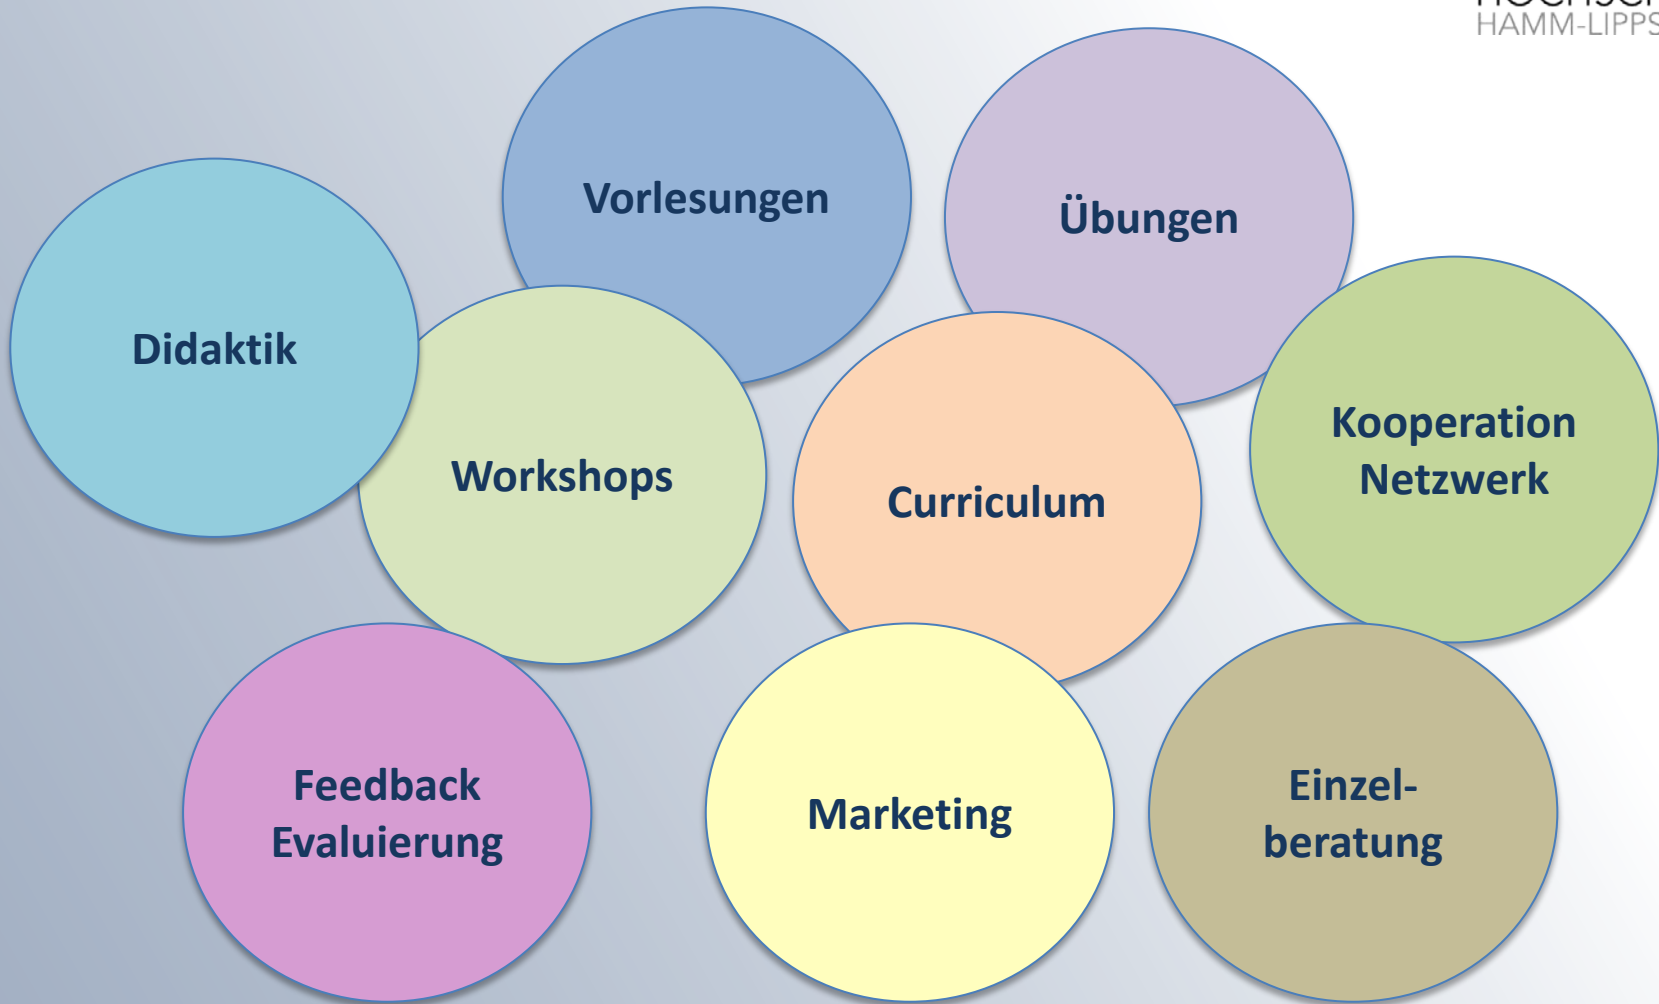 HAMM-LIPPS
Vorlesungen
Übungen
Didaktik
Kooperation
Netzwerk
Workshops
Curriculum
Feedback
Evaluierung
Marketing
Einzel-
beratung